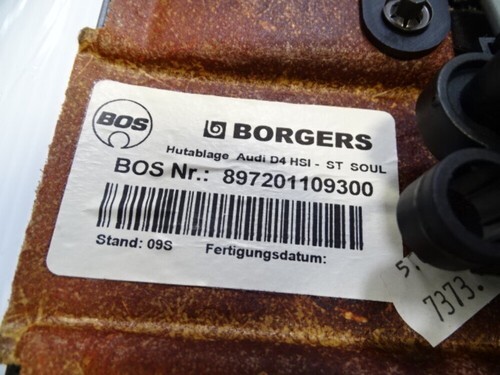 BOS BORGERS
Hutablage Audi D4 HSI - ST SOUL
BOS Nr.: 897201109300
Stand: 09S Fertigungsdatum:
7373.